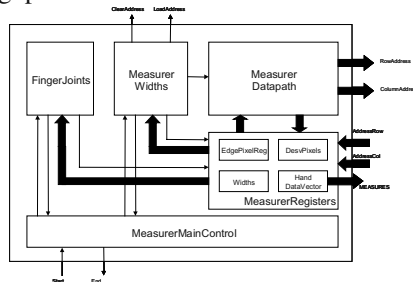 ClearAddress LoadAddress
FingerJoints
Measurer
Widths
Measurer
Datapath
RowAddress
ColumnAddre
EdgePixelReg
DesvPixels
AddressRow
AddressCol
Widths
Hand
DataVector
MEASURES
MeasurerRegisters
MeasurerMainControl
Start End